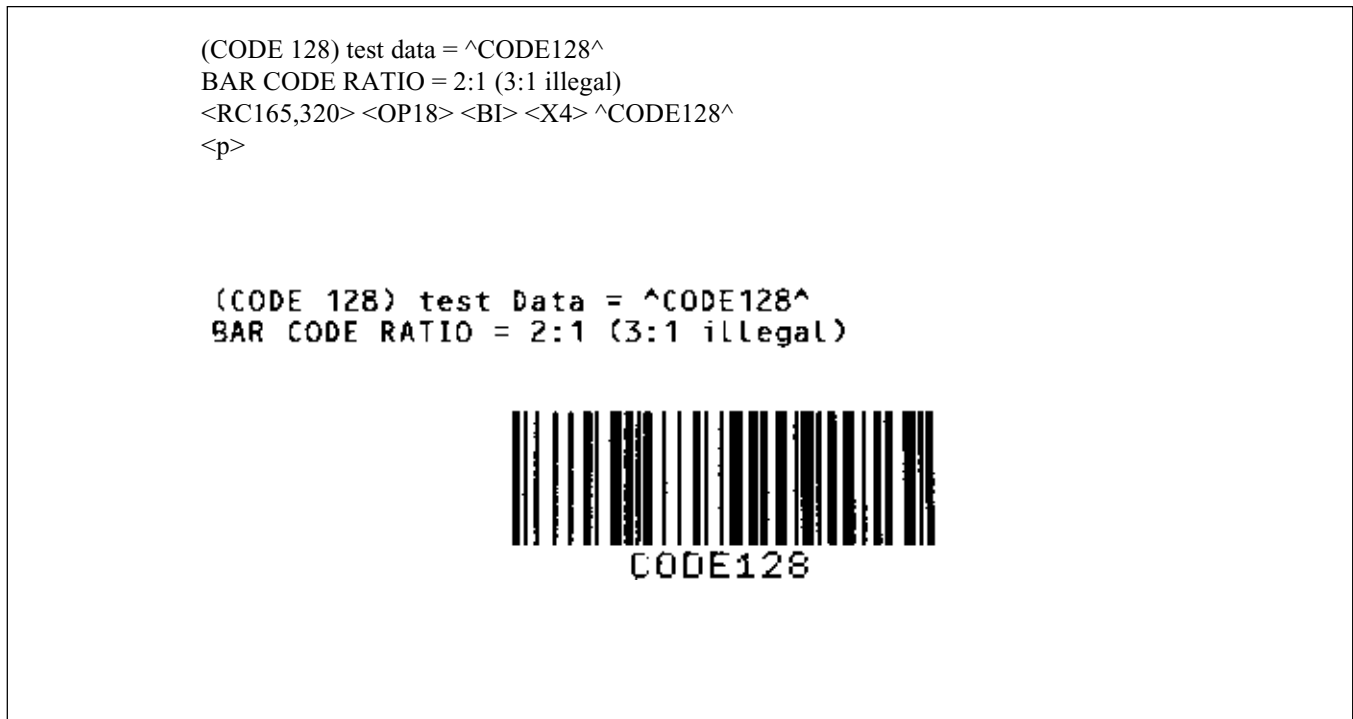 (CODE 128) test data = ^CODE128^
BAR CODE RATIO = 2:1 (3:1 illegal)
<RC165,320> <OP18> <BI> <X4> ^CODE128^
<p>
(CODE 128) test Data = ^CODE128^
BAR CODE RATIO = 2:1 (3:1 illegal)
CODE128